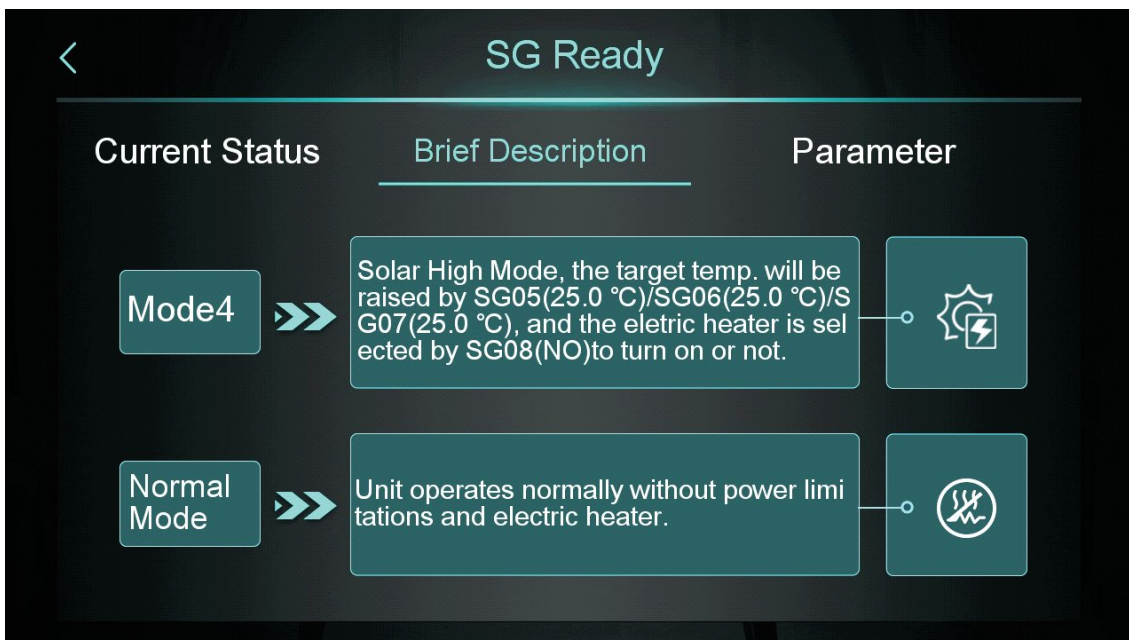 SG Ready
Current Status
Brief Description
Parameter
Mode4
Solar High Mode, the target temp. will be
raised by SG05(25.0 ℃)/SG06(25.0 ℃)/S
G07(25.0 ℃), and the eletric heater is sel
ected by SG08(NO)to turn on or not.
Normal
Mode
Unit operates normally without power limi
tations and electric heater.